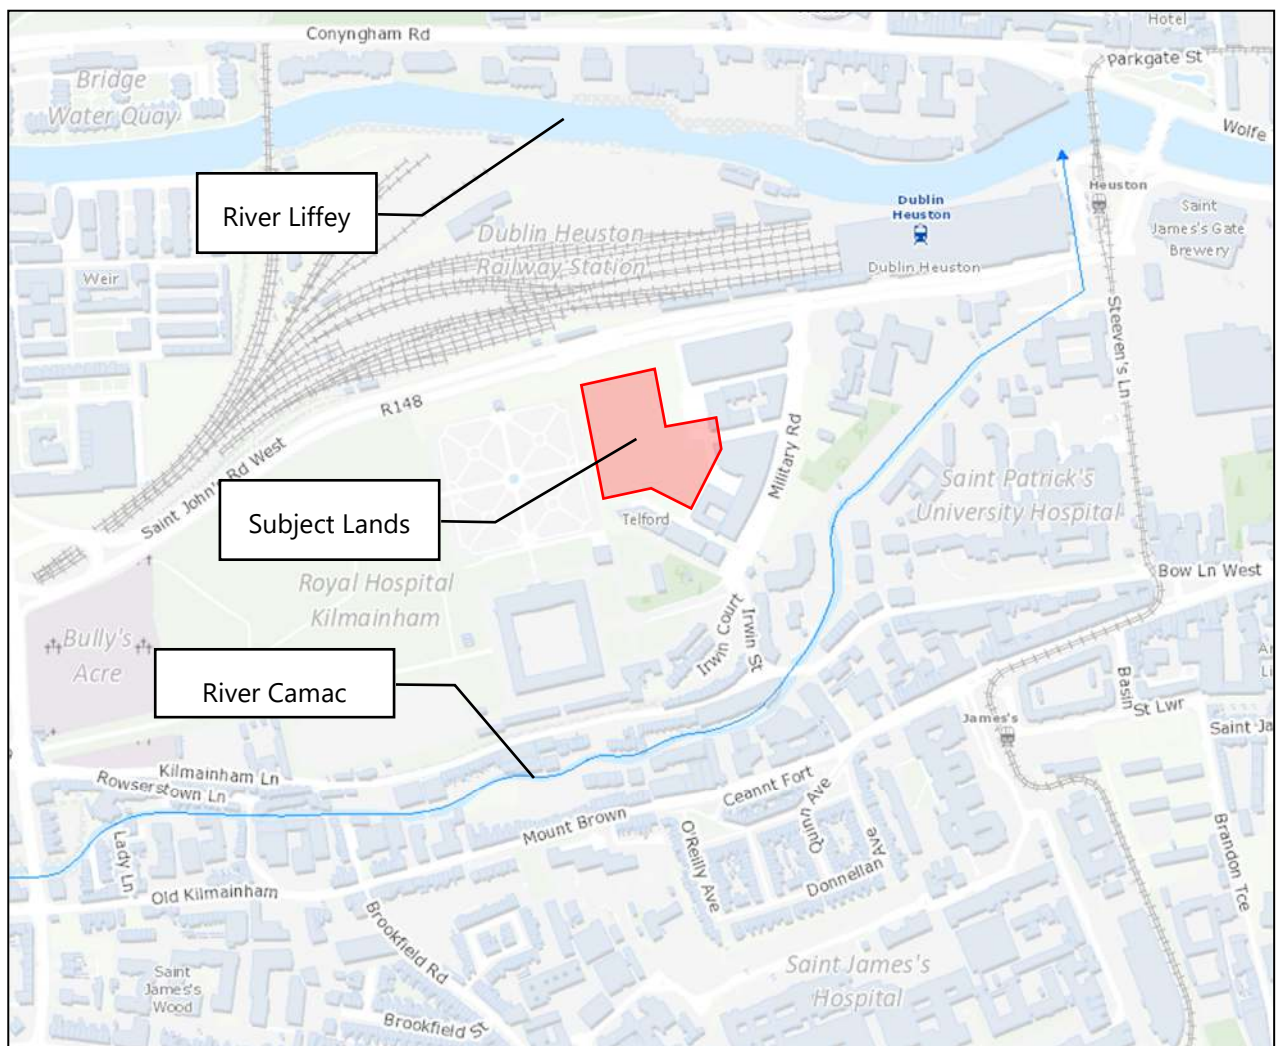 Hotel
Conyngham Rd
Parkgate St
Bridge
Water Quay
Wolfe
River Liffey
Heuston
Dublin
Heuston
Saint
James's Gate
Brewery
Dublin Heuston
Railway Station
Dublin Heuston
Weir
Steeven's Ln
R148
Saint John's Rd West
Military Rd
Saint Patrick's
University Hospital
Subject Lands
Telford
Bow Ln West
Royal Hospital
Kilmainham
Irwin Court
Irwin St
Bully's
Acre
River Camac
Basin
St Lwr
James's
Saint Ja
Kilmainham Ln
Rowserstown Ln
Ceannt Fort
Mount Brown
Quinn Ave
O'Reilly Ave
Donnellan
Ave
Brandon Tce
Lady Ln
Old Kilmainham
Brookfield Rd
Saint
James's
Wood
Saint James's
Hospital
Brookfield St